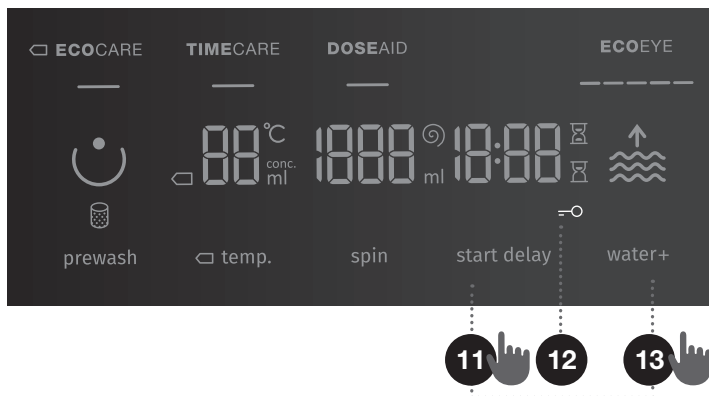 ECOCARE TIMECARE DOSEAID ECOEYE
88 °C 1888 18:88
conc.
ml ml
prewash temp. spin start delay water+
11 12 13